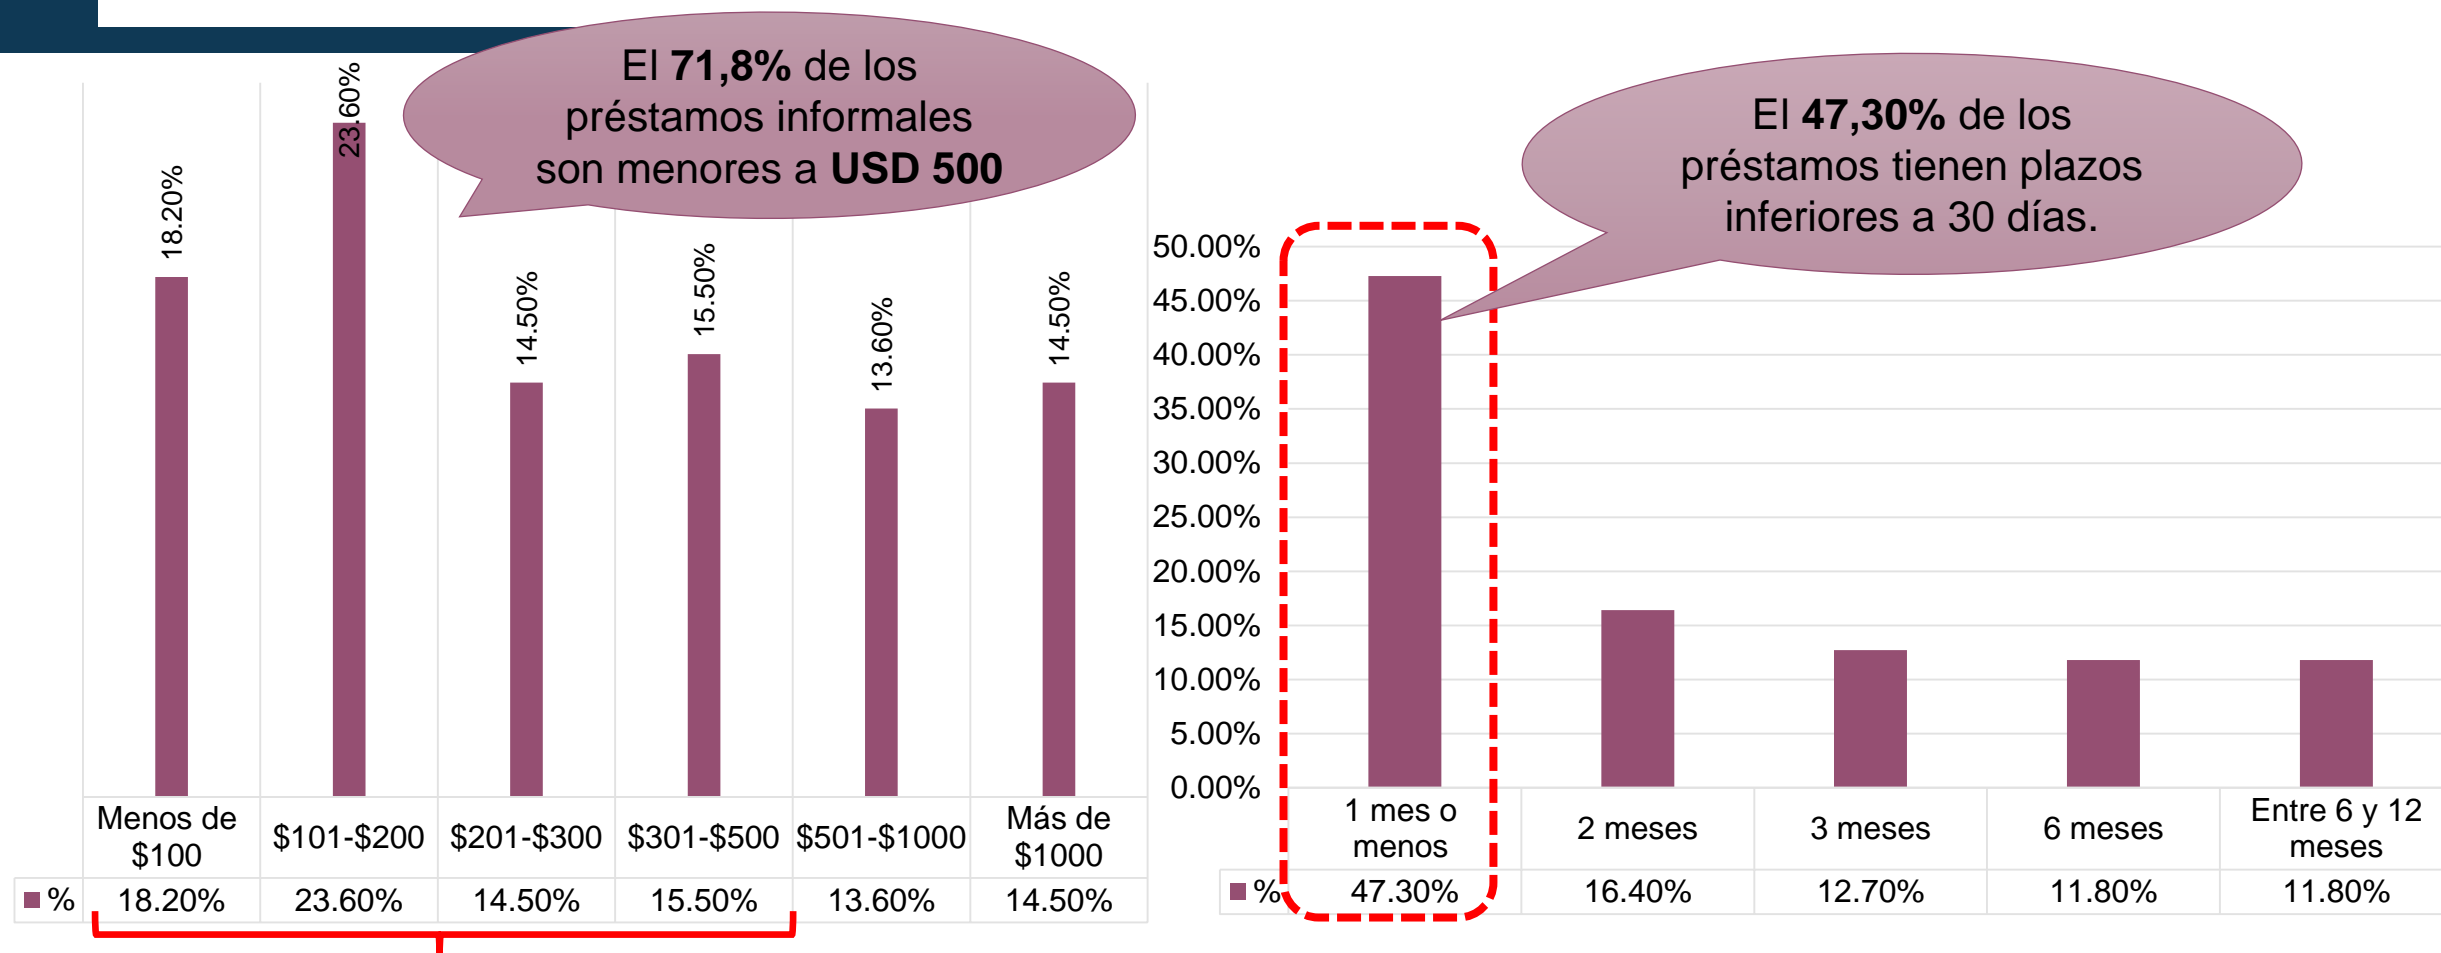 El 71,8% de los
préstamos informales
son menores a USD 500
18.20%
23.60%
14.50%
15.50%
13.60%
14.50%
Menos de
$100
$101-$200
$201-$300
$301-$500
$501-$1000
Más de
$1000
% 18.20% 23.60% 14.50% 15.50% 13.60% 14.50%
El 47,30% de los
préstamos tienen plazos
inferiores a 30 días.
50.00%
45.00%
40.00%
35.00%
30.00%
25.00%
20.00%
15.00%
10.00%
5.00%
0.00%
1 mes o
menos
2 meses
3 meses
6 meses
Entre 6 y 12
meses
% 47.30% 16.40% 12.70% 11.80% 11.80%